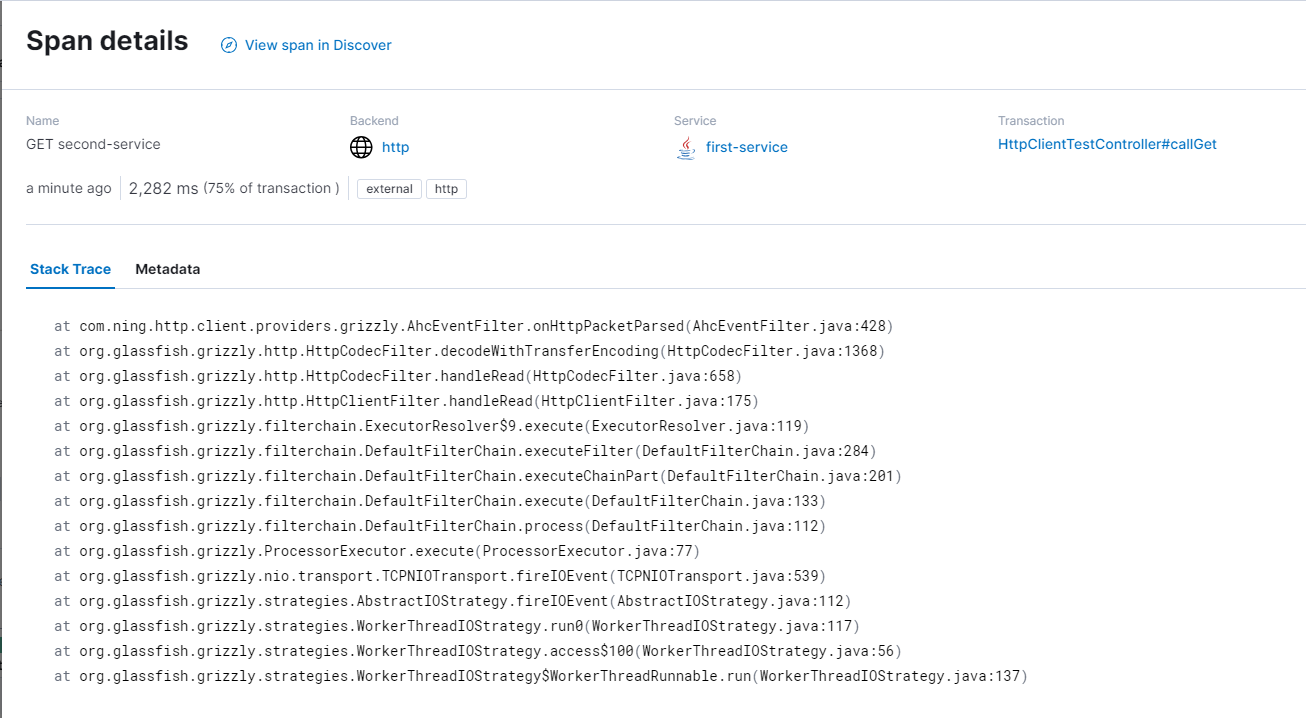 Span details
View span in Discover
Name
Backend
Service
Transaction
GET second-service
http
first-service
HttpClientTestController#callGet
a minute ago
2,282 ms (75% of transaction )
external
http
Stack Trace
Metadata
at com.ning.http.client.providers.grizzly.AhcEventFilter.onHttpPacketParsed(AhcEventFilter.java:428)
at org.glassfish.grizzly.http.HttpCodecFilter.decodeWithTransferEncoding(HttpCodecFilter.java:1368)
at org.glassfish.grizzly.http.HttpCodecFilter.handleRead(HttpCodecFilter.java:658)
at org.glassfish.grizzly.http.HttpClientFilter.handleRead(HttpClientFilter.java:175)
at org.glassfish.grizzly.filterchain.ExecutorResolver$9.execute(ExecutorResolver.java:119)
at org.glassfish.grizzly.filterchain.DefaultFilterChain.executeFilter(DefaultFilterChain.java:284)
at org.glassfish.grizzly.filterchain.DefaultFilterChain.executeChainPart(DefaultFilterChain.java:201)
at org.glassfish.grizzly.filterchain.DefaultFilterChain.execute(DefaultFilterChain.java:133)
at org.glassfish.grizzly.filterchain.DefaultFilterChain.process(DefaultFilterChain.java:112)
at org.glassfish.grizzly.ProcessorExecutor.execute(ProcessorExecutor.java:77)
at org.glassfish.grizzly.nio.transport.TCPNIOTransport.fireIOEvent(TCPNIOTransport.java:539)
at org.glassfish.grizzly.strategies.AbstractIOStrategy.fireIOEvent(AbstractIOStrategy.java:112)
at org.glassfish.grizzly.strategies.WorkerThreadIOStrategy.run0(WorkerThreadIOStrategy.java:117)
at org.glassfish.grizzly.strategies.WorkerThreadIOStrategy.access$100(WorkerThreadIOStrategy.java:56)
at org.glassfish.grizzly.strategies.WorkerThreadIOStrategy$WorkerThreadRunnable.run(WorkerThreadIOStrategy.java:137)